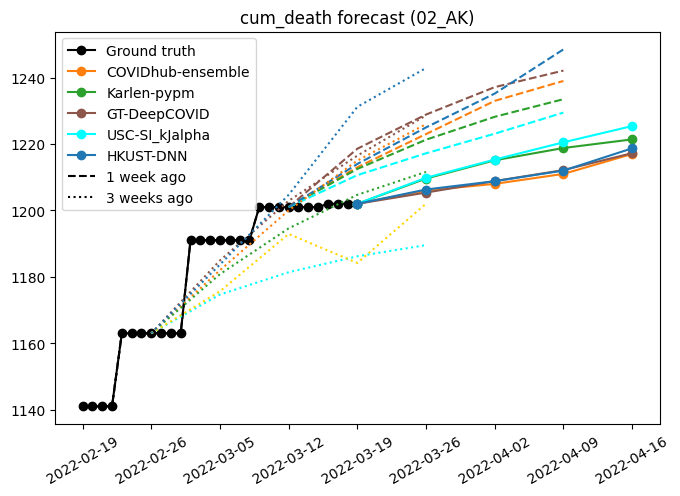 cum_death forecast (02_AK)
Ground truth
COVIDhub-ensemble
Karlen-pypm
GT-DeepCOVID
USC-SI_kJalpha
HKUST-DNN
1 week ago
3 weeks ago
1240
1220
1200
1180
1160
1140
2022-02-19
2022-02-26
2022-03-05
2022-03-12
2022-03-19
2022-03-26
2022-04-02
2022-04-09
2022-04-16